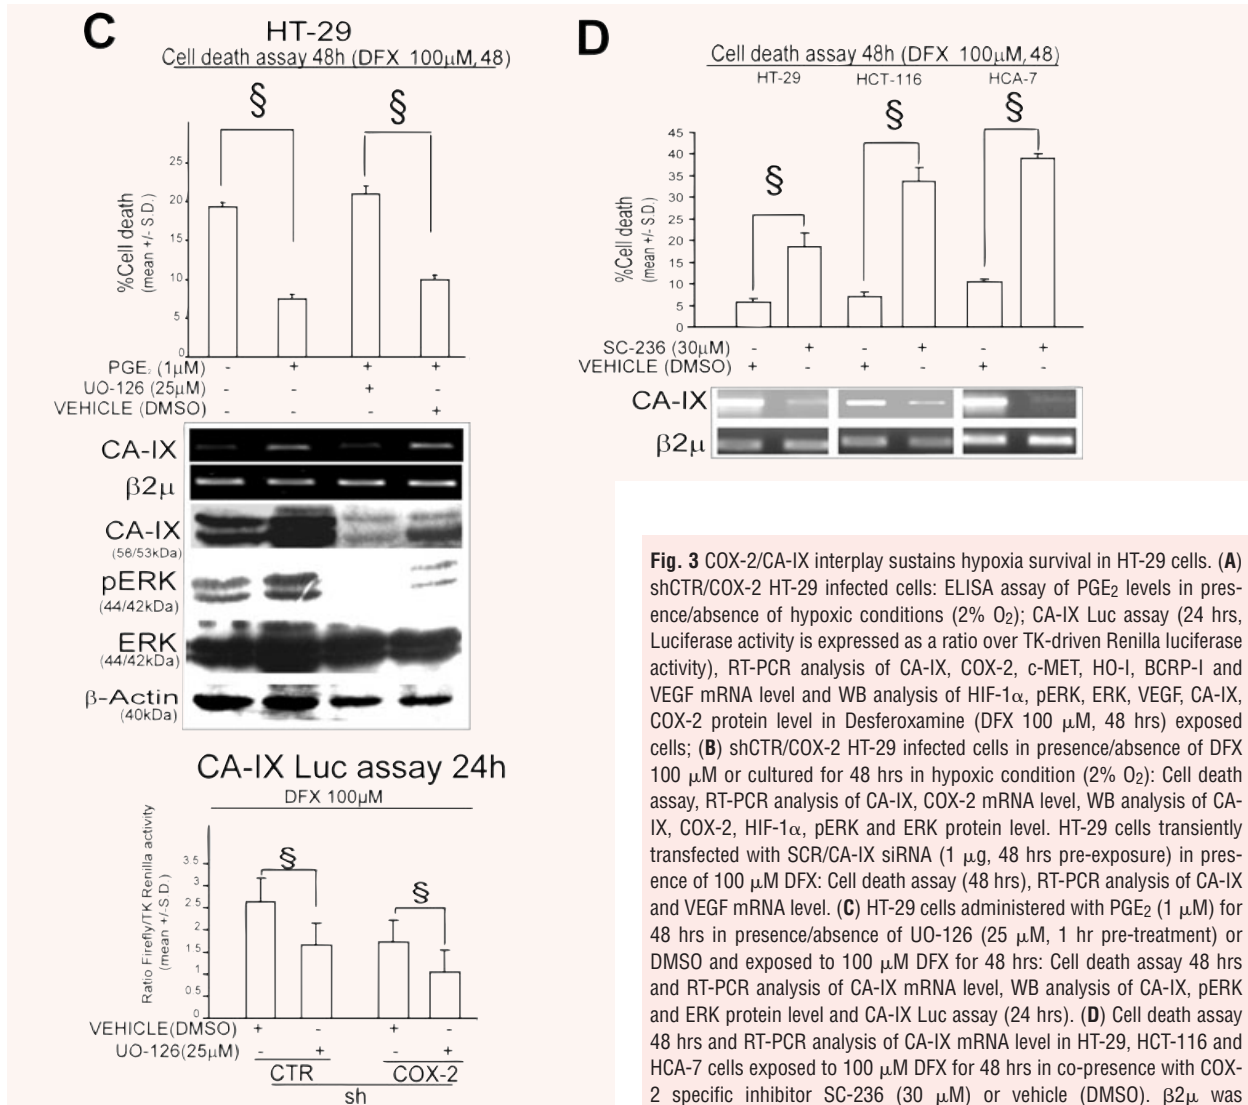 C
HT-29
Cell death assay 48h (DFX 100µM, 48)
§ §
%Cell death
(mean +/- S.D.)
25
20
15
10
5
0
PGE2 (1µM) - + + +
UO-126 (25µM) - - + -
VEHICLE (DMSO) - - - +
CA-IX
β2µ
CA-IX
(56/53kDa)
pERK
(44/42kDa)
ERK
(44/42kDa)
β-Actin
(40kDa)
CA-IX Luc assay 24h
DFX 100µM
§ §
Ratio Firefly/TK Renilla activity
(mean +/-S D.)
3.5
3
2.5
2
1.5
1
0.5
0
VEHICLE(DMSO) + - + -
UO-126(25µM) - + - +
CTR COX-2
sh
D
Cell death assay 48h (DFX 100µM, 48)
HT-29 HCT-116 HCA-7
§ § §
%Cell death
(mean +/- S.D.)
45
40
35
30
25
20
15
10
5
0
SC-236 (30µM) - + - + - +
VEHICLE (DMSO) + - + - + -
CA-IX
β2µ
Fig. 3 COX-2/CA-IX interplay sustains hypoxia survival in HT-29 cells. (A)
shCTR/COX-2 HT-29 infected cells: ELISA assay of PGE2 levels in pres-
ence/absence of hypoxic conditions (2% O2); CA-IX Luc assay (24 hrs,
Luciferase activity is expressed as a ratio over TK-driven Renilla luciferase
activity), RT-PCR analysis of CA-IX, COX-2, c-MET, HO-I, BCRP-I and
VEGF mRNA level and WB analysis of HIF-1α, pERK, ERK, VEGF, CA-IX,
COX-2 protein level in Desferoxamine (DFX 100 µM, 48 hrs) exposed
cells; (B) shCTR/COX-2 HT-29 infected cells in presence/absence of DFX
100 µM or cultured for 48 hrs in hypoxic condition (2% O2): Cell death
assay, RT-PCR analysis of CA-IX, COX-2 mRNA level, WB analysis of CA-
IX, COX-2, HIF-1α, pERK and ERK protein level. HT-29 cells transiently
transfected with SCR/CA-IX siRNA (1 µg, 48 hrs pre-exposure) in pres-
ence of 100 µM DFX: Cell death assay (48 hrs), RT-PCR analysis of CA-IX
and VEGF mRNA level. (C) HT-29 cells administered with PGE2 (1 µM) for
48 hrs in presence/absence of UO-126 (25 µM, 1 hr pre-treatment) or
DMSO and exposed to 100 µM DFX for 48 hrs: Cell death assay 48 hrs
and RT-PCR analysis of CA-IX mRNA level, WB analysis of CA-IX, pERK
and ERK protein level and CA-IX Luc assay (24 hrs). (D) Cell death assay
48 hrs and RT-PCR analysis of CA-IX mRNA level in HT-29, HCT-116 and
HCA-7 cells exposed to 100 µM DFX for 48 hrs in co-presence with COX-
2 specific inhibitor SC-236 (30 µM) or vehicle (DMSO). β2µ was